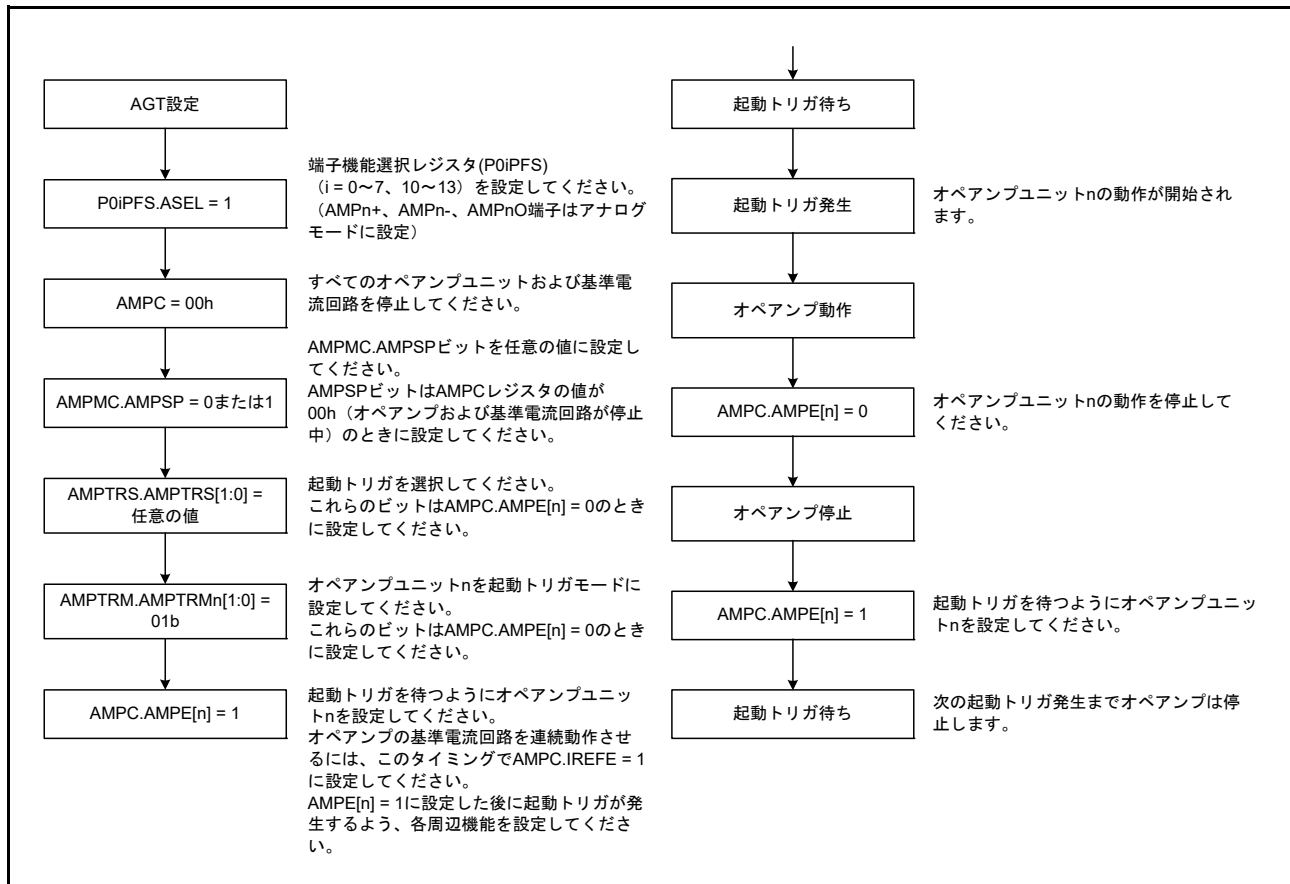 AGT設定
P0iPFS.ASEL = 1
端子機能選択レジスタ(P0iPFS)
（i = 0～7、10～13）を設定してください。
（AMPn+、AMPn-、AMPnO端子はアナログ
モードに設定）
AMPC = 00h
すべてのオペアンプユニットおよび基準電
流回路を停止してください。
AMPMC.AMPSP = 0または1
AMPMC.AMPSPビットを任意の値に設定し
てください。
AMPSPビットはAMPCレジスタの値が
00h（オペアンプおよび基準電流回路が停止
中）のときに設定してください。
AMPTRS.AMPTRS[1:0] =
任意の値
起動トリガを選択してください。
これらのビットはAMPC.AMPE[n] = 0のとき
に設定してください。
AMPTRM.AMPTRMn[1:0] =
01b
オペアンプユニットnを起動トリガモードに
設定してください。
これらのビットはAMPC.AMPE[n] = 0のとき
に設定してください。
AMPC.AMPE[n] = 1
起動トリガを待つようにオペアンプユニッ
トnを設定してください。
オペアンプの基準電流回路を連続動作させ
るには、このタイミングでAMPC.IREFE = 1
に設定してください。
AMPE[n] = 1に設定した後に起動トリガが発
生するよう、各周辺機能を設定してくださ
い。
起動トリガ待ち
起動トリガ発生
オペアンプユニットnの動作が開始され
ます。
オペアンプ動作
AMPC.AMPE[n] = 0
オペアンプユニットnの動作を停止して
ください。
オペアンプ停止
AMPC.AMPE[n] = 1
起動トリガを待つようにオペアンプユニッ
トnを設定してください。
起動トリガ待ち
次の起動トリガ発生までオペアンプは停
止します。